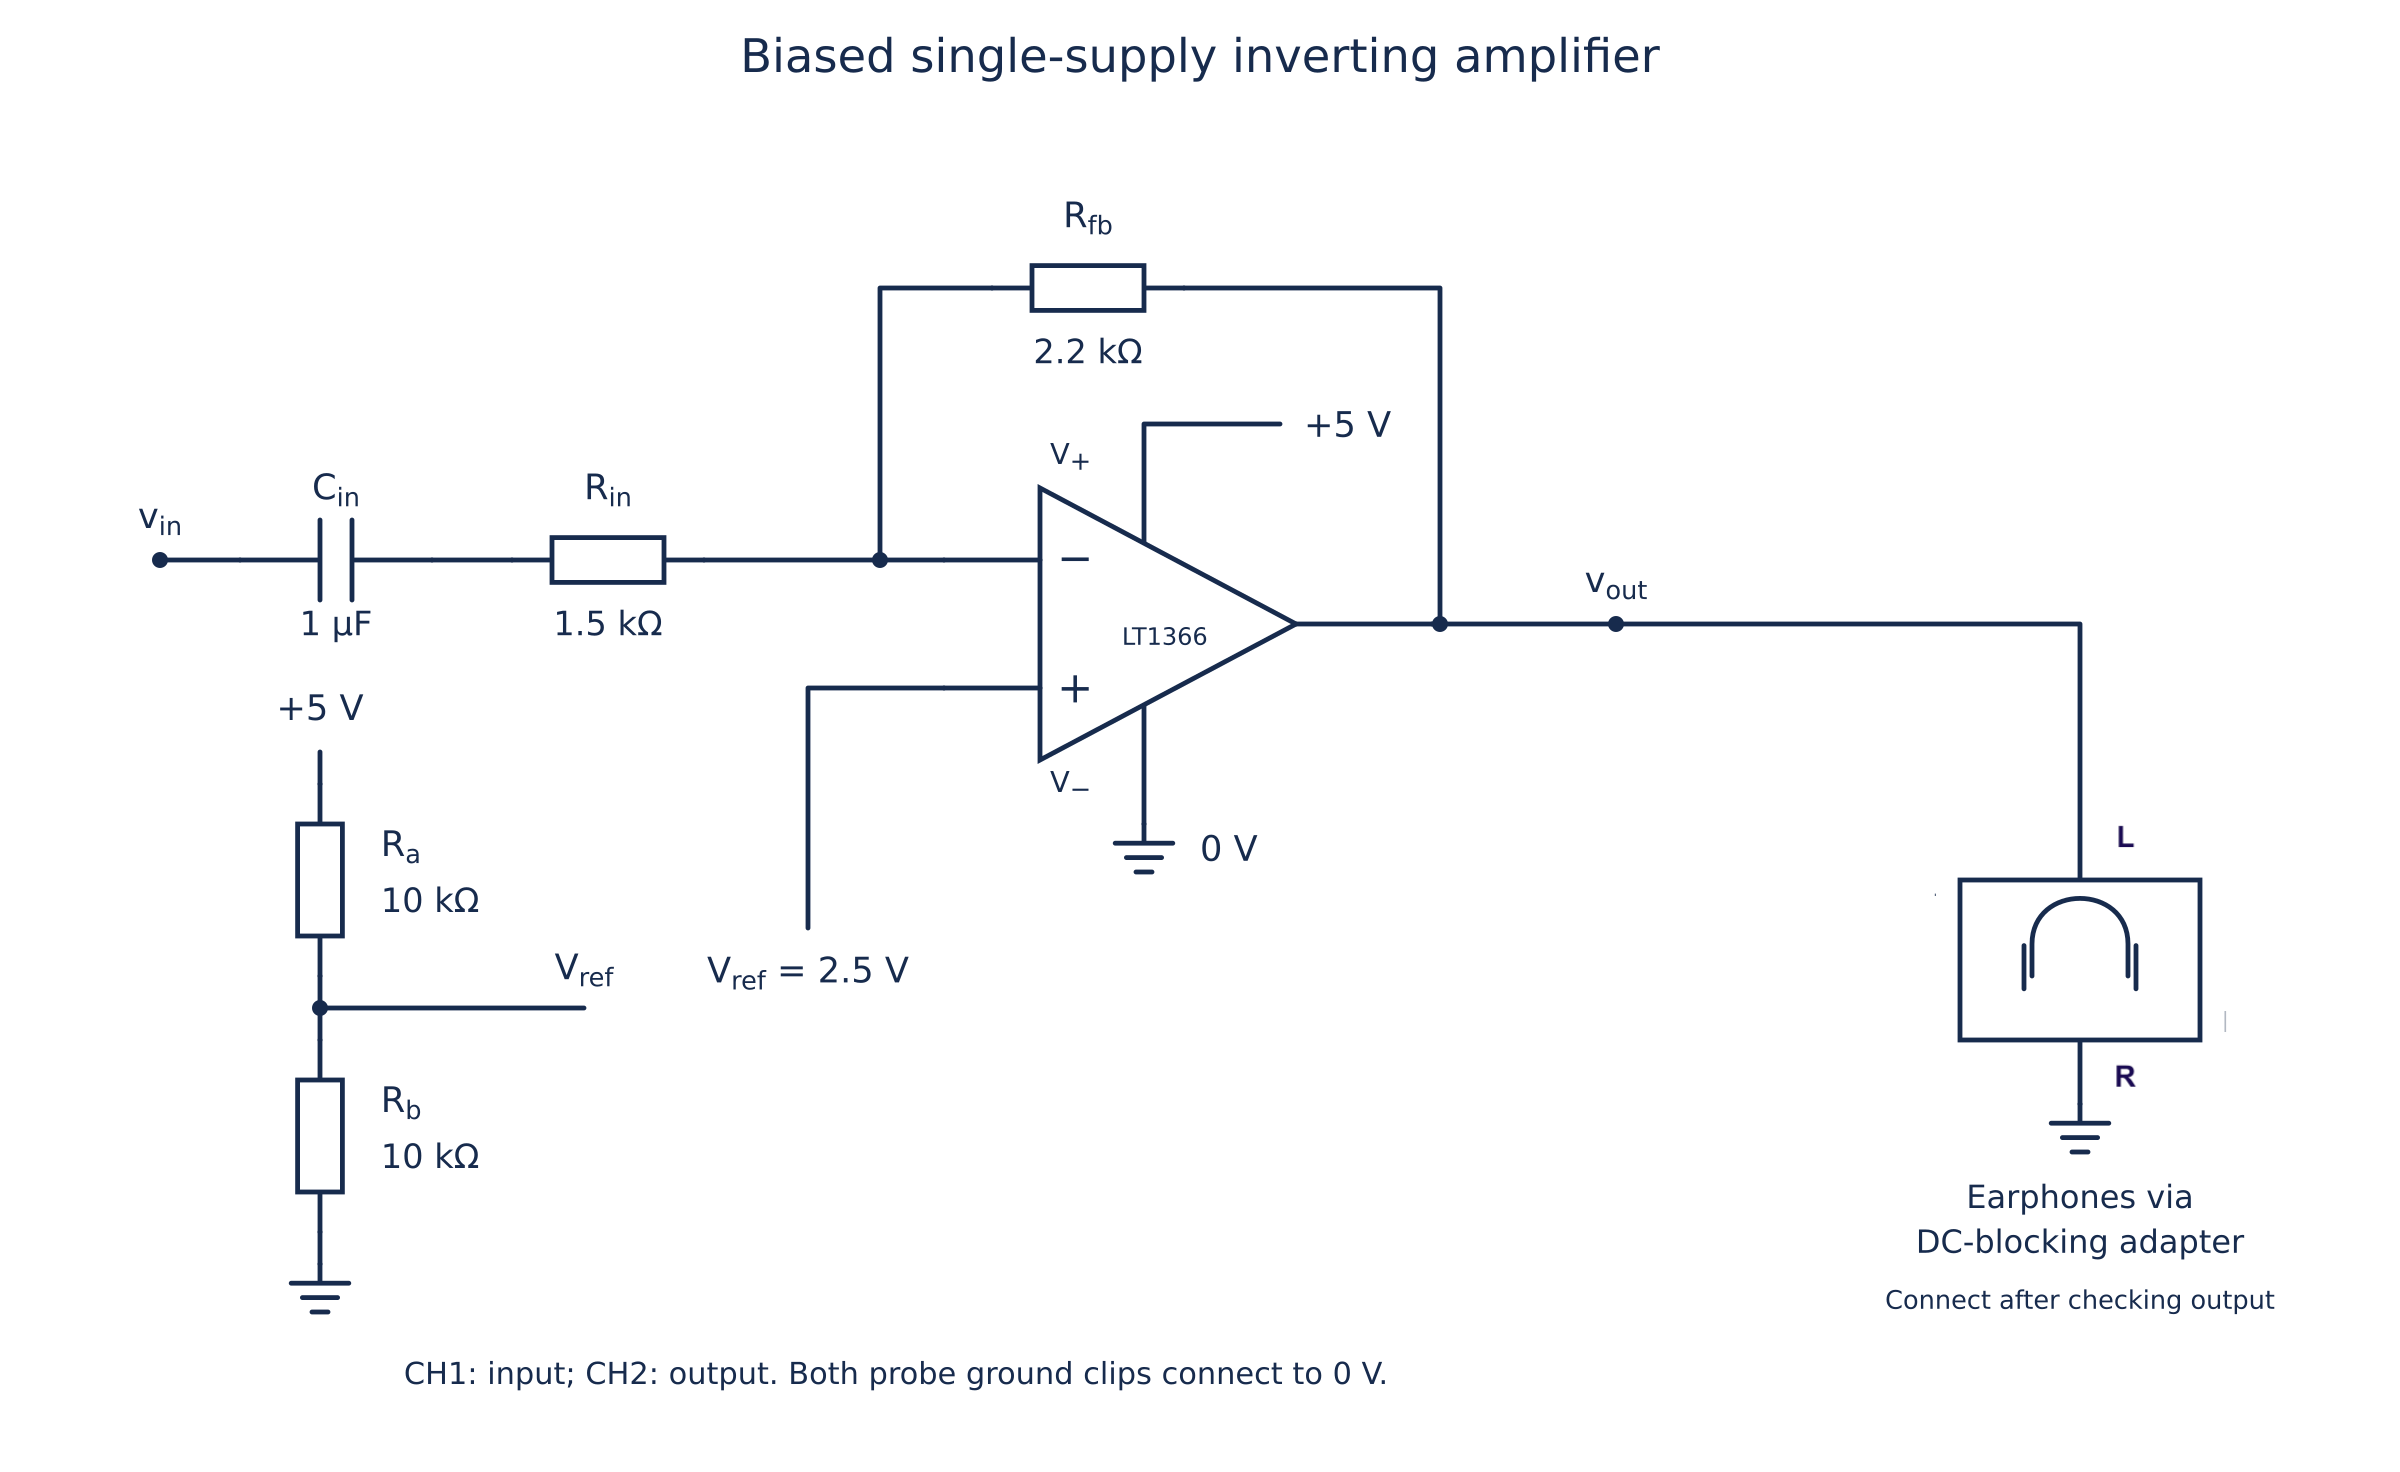 Biased single-supply inverting amplifier
Rfb
2.2 kΩ
+5 V
V+
Cin
Rin
vin
−
vout
1 µF
1.5 kΩ
LT1366
+
+5 V
V−
0 V
L
Ra
10 kΩ
Vref
Vref = 2.5 V
R
Rb
10 kΩ
Earphones via
DC-blocking adapter
Connect after checking output
CH1: input; CH2: output. Both probe ground clips connect to 0 V.